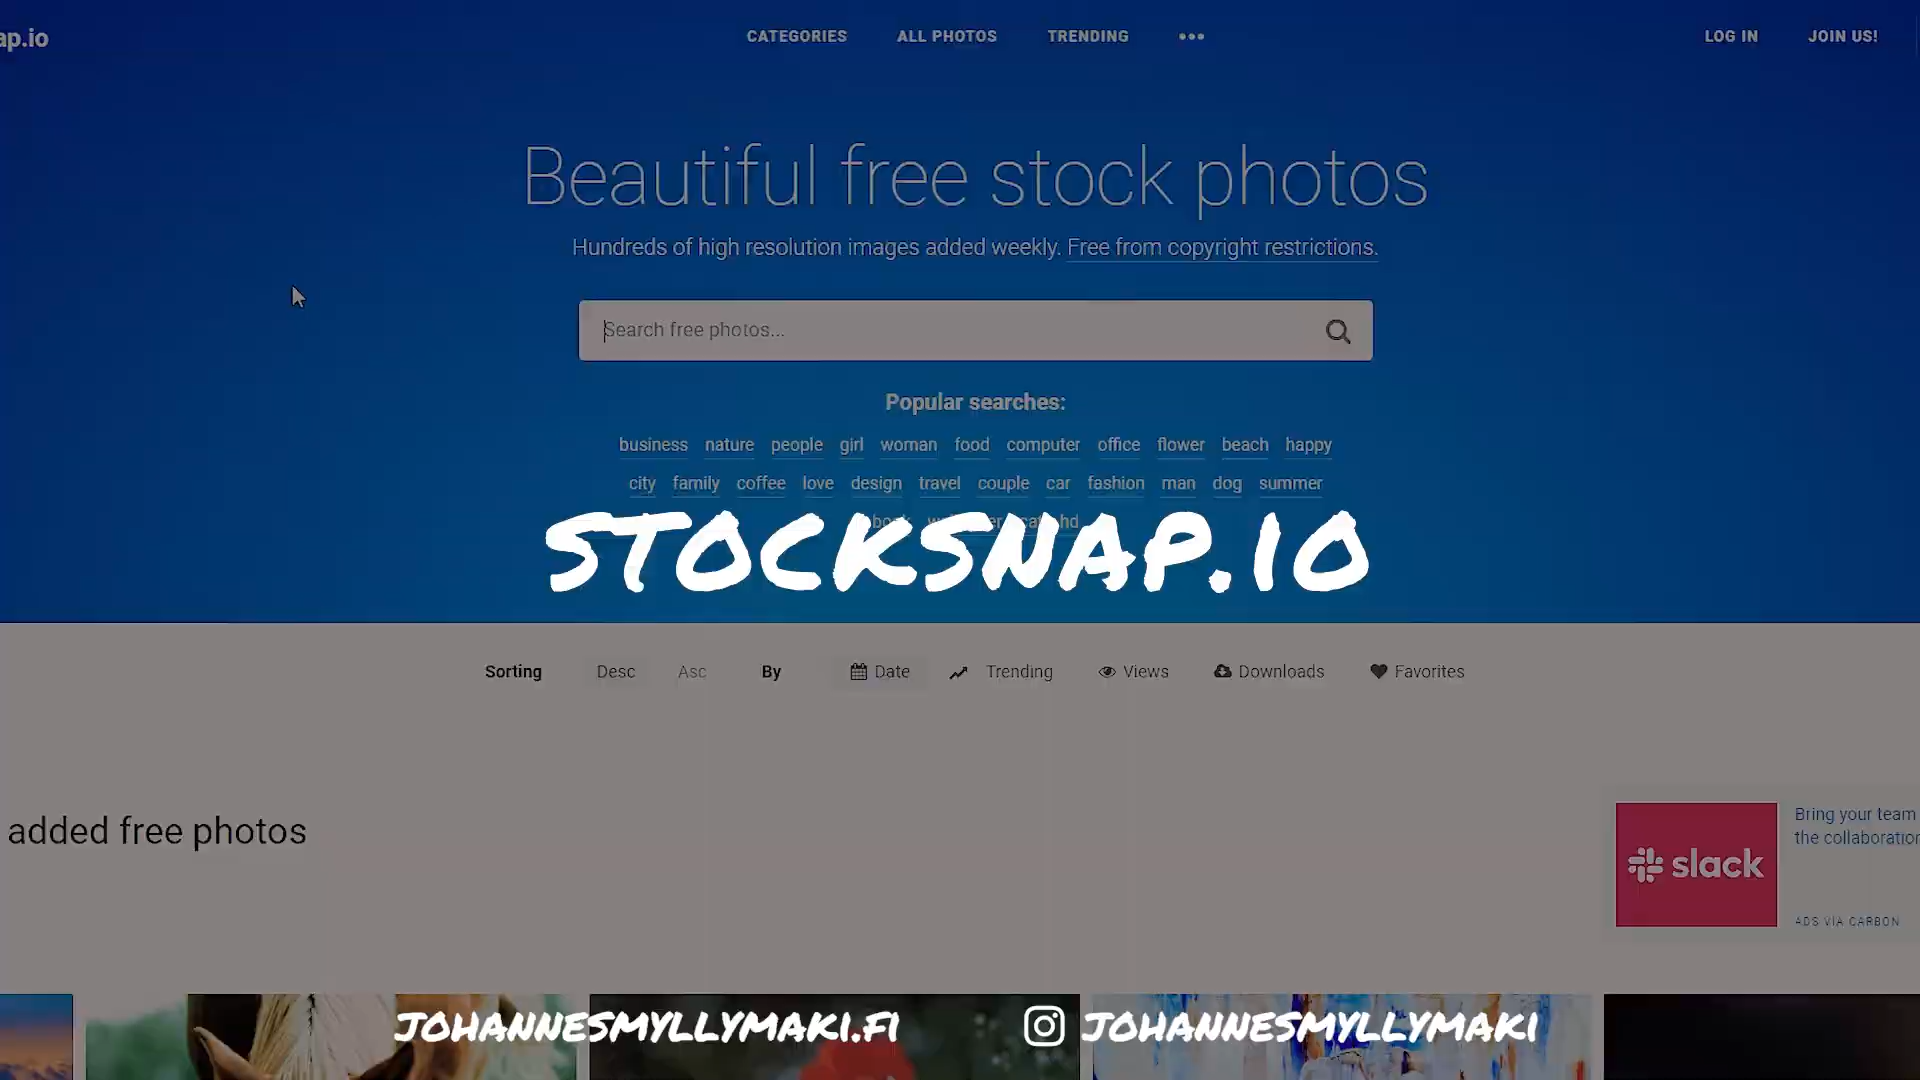 ap.io
CATEGORIES ALL PHOTOS TRENDING •••
LOG IN JOIN US!
Beautiful free stock photos
Hundreds of high resolution images added weekly. Free from copyright restrictions.
Search free photos...
Popular searches:
business nature people girl woman food computer office flower beach happy
city family coffee love design travel couple car fashion man dog summer
hd
STOCKSNAP.IO
Sorting Desc Asc By Date Trending Views Downloads Favorites
added free photos
slack
Bring your team
the collaboration
ADS VIA CARBON
JOHANNESMYLLYMAKI.FI
JOHANNESMYLLYMAKI